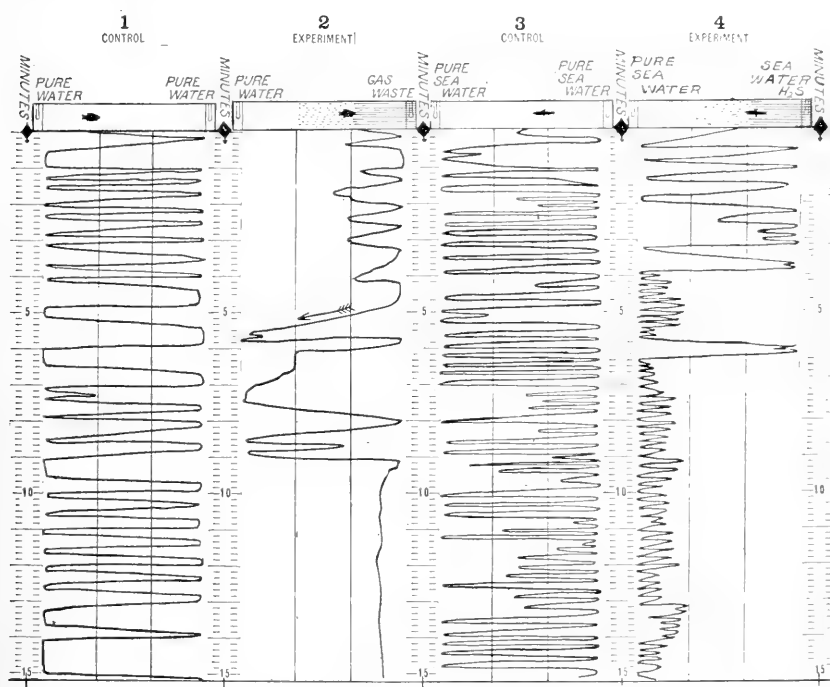 1
CONTROL
2
EXPERIMENT
3
CONTROL
4
EXPERIMENT
MINUTES
PURE
WATER
PURE
WATER
MINUTES
PURE
WATER
GAS
WASTE
MINUTES
PURE
SEA
WATER
PURE
SEA
WATER
MINUTES
PURE
SEA
WATER
SEA
WATER
H₂S
MINUTES
5
5
5
5
5
10
10
10
10
10
15
15
15
15
15